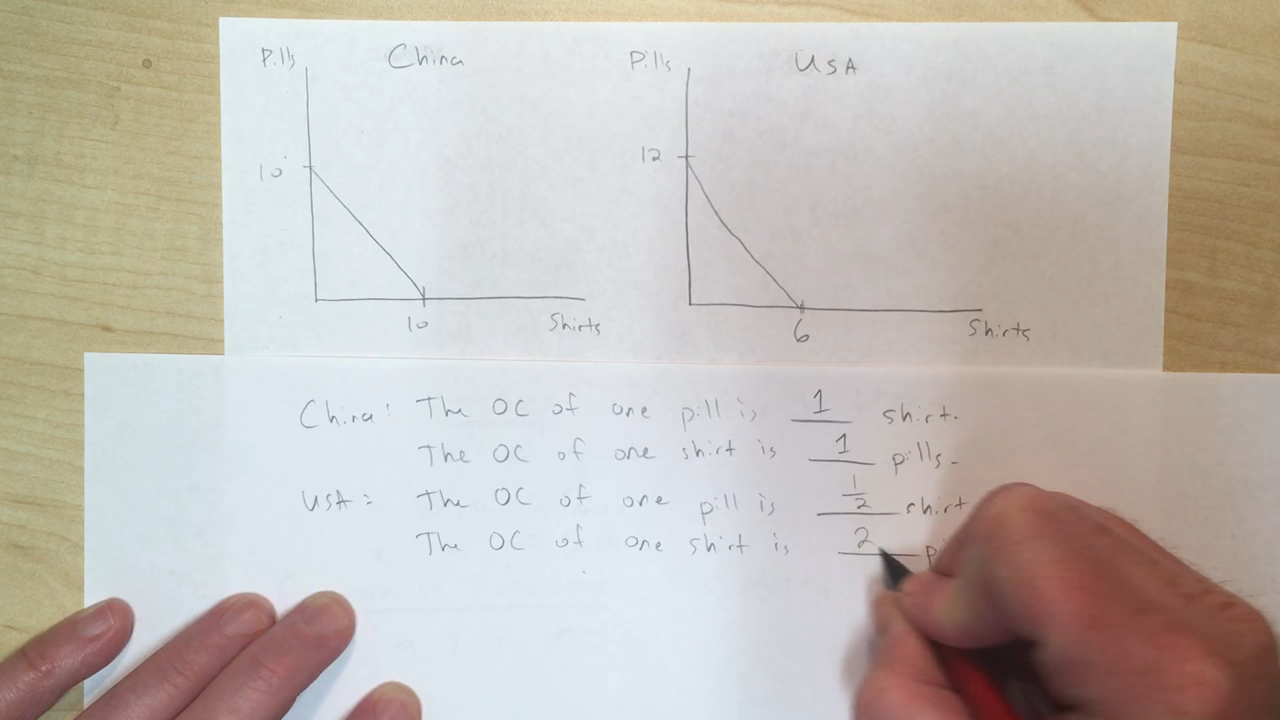 Pills China
10
10 Shirts
Pills USA
12
6 Shirts
China: The OC of one pill is 1 shirt.
The OC of one shirt is 1 pills.
USA: The OC of one pill is 1/2 shirt
The OC of one shirt is 2